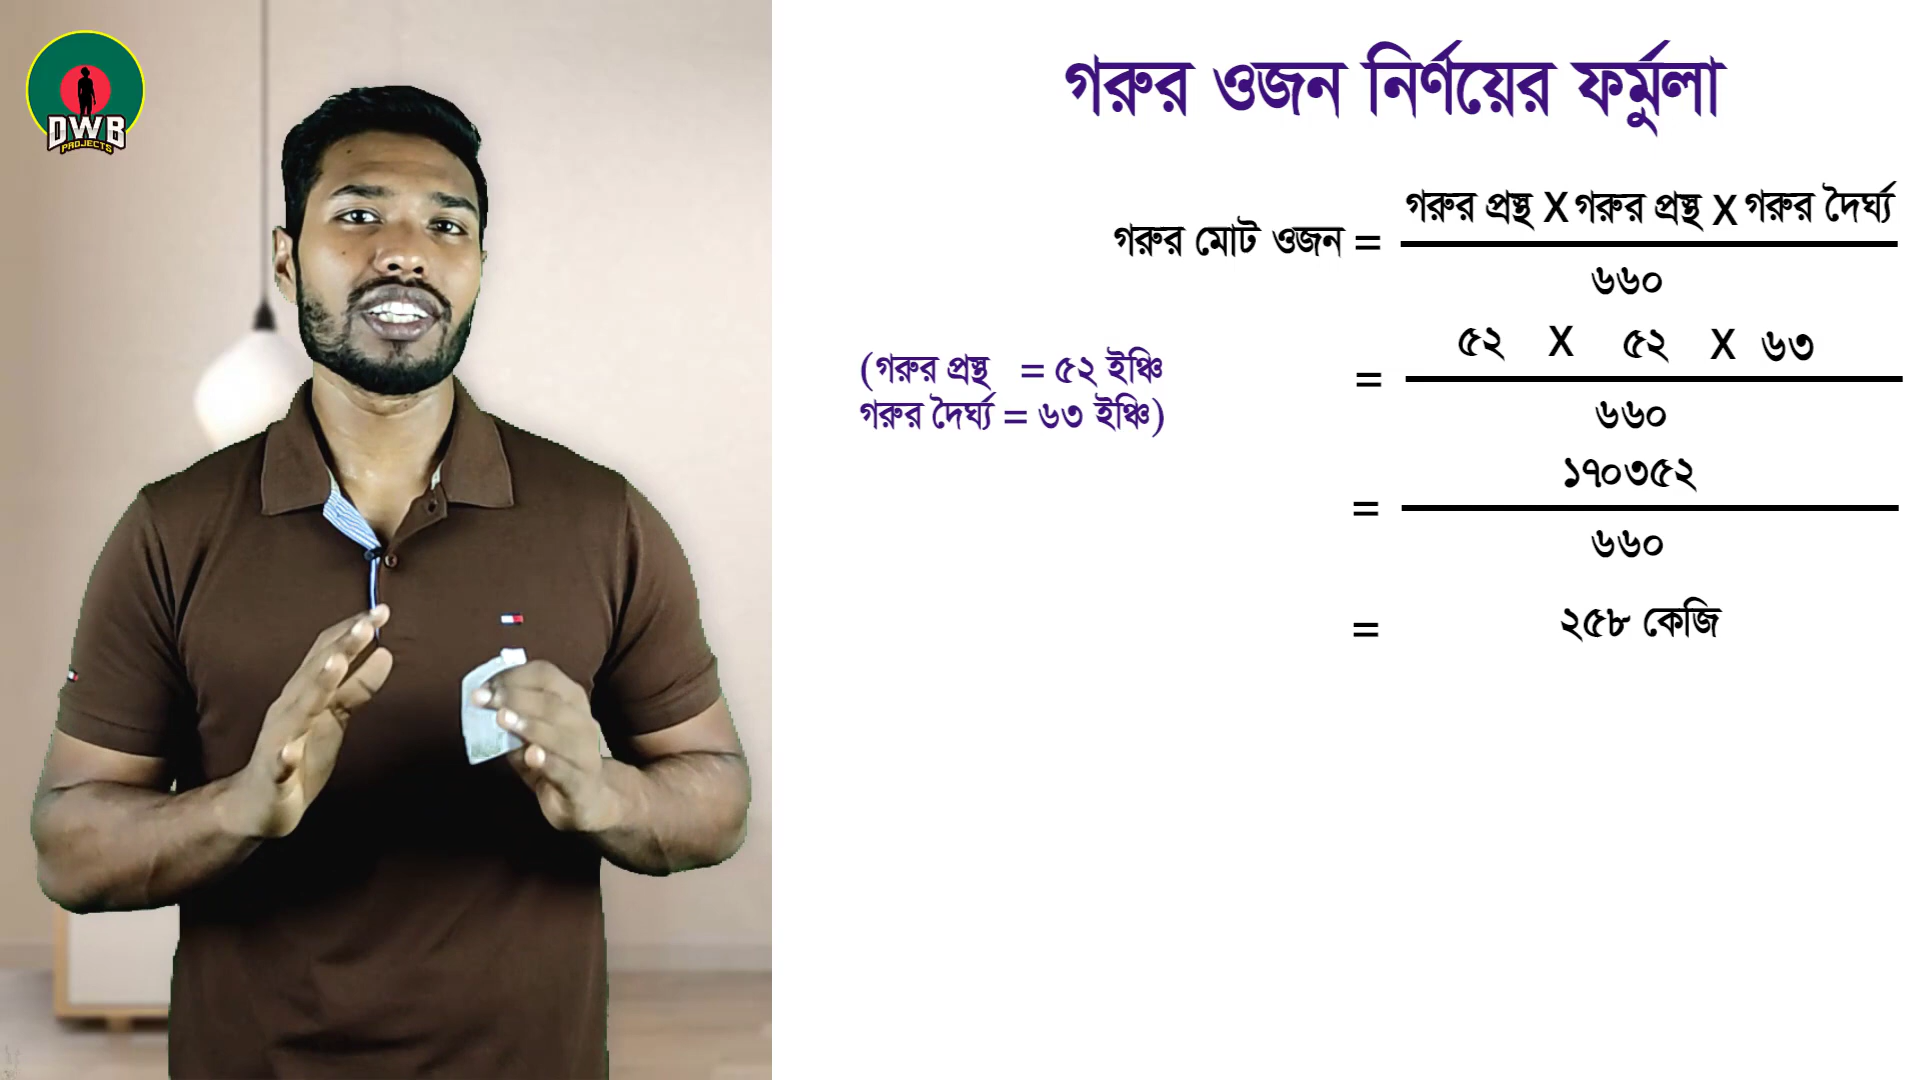 DWB
PROJECTS
গরুর ওজন নির্ণয়ের ফর্মুলা
গরুর মোট ওজন = গরুর প্রস্থ X গরুর প্রস্থ X গরুর দৈর্ঘ্য
৬৬০
(গরুর প্রস্থ = ৫২ ইঞ্চি
গরুর দৈর্ঘ্য = ৬৩ ইঞ্চি)
= ৫২ X ৫২ X ৬৩
৬৬০
= ১৭০৩৫২
৬৬০
= ২৫৮ কেজি